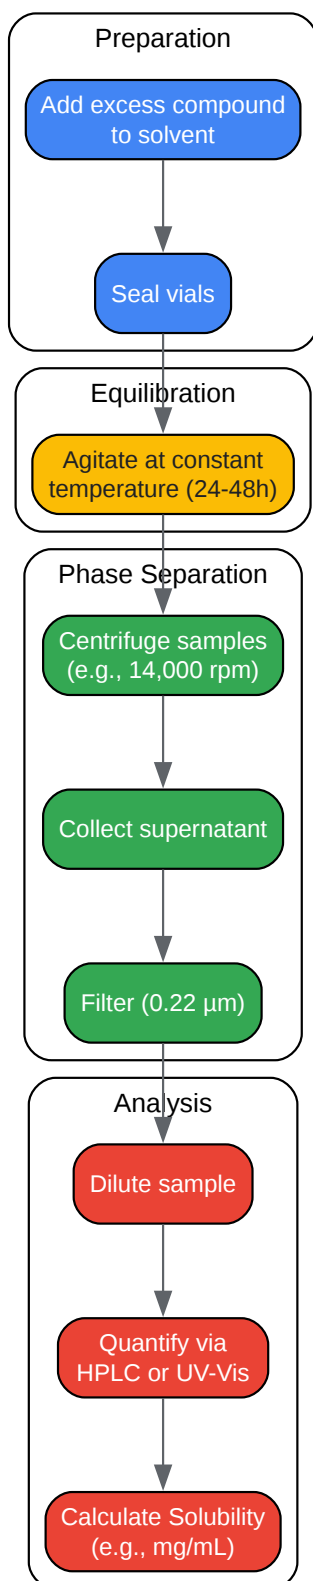 Preparation
Add excess compound
to solvent
Seal vials
Equilibration
Agitate at constant
temperature (24-48h)
Phase Separation
Centrifuge samples
(e.g., 14,000 rpm)
Collect supernatant
Filter (0.22 µm)
Analysis
Dilute sample
Quantify via
HPLC or UV-Vis
Calculate Solubility
(e.g., mg/mL)